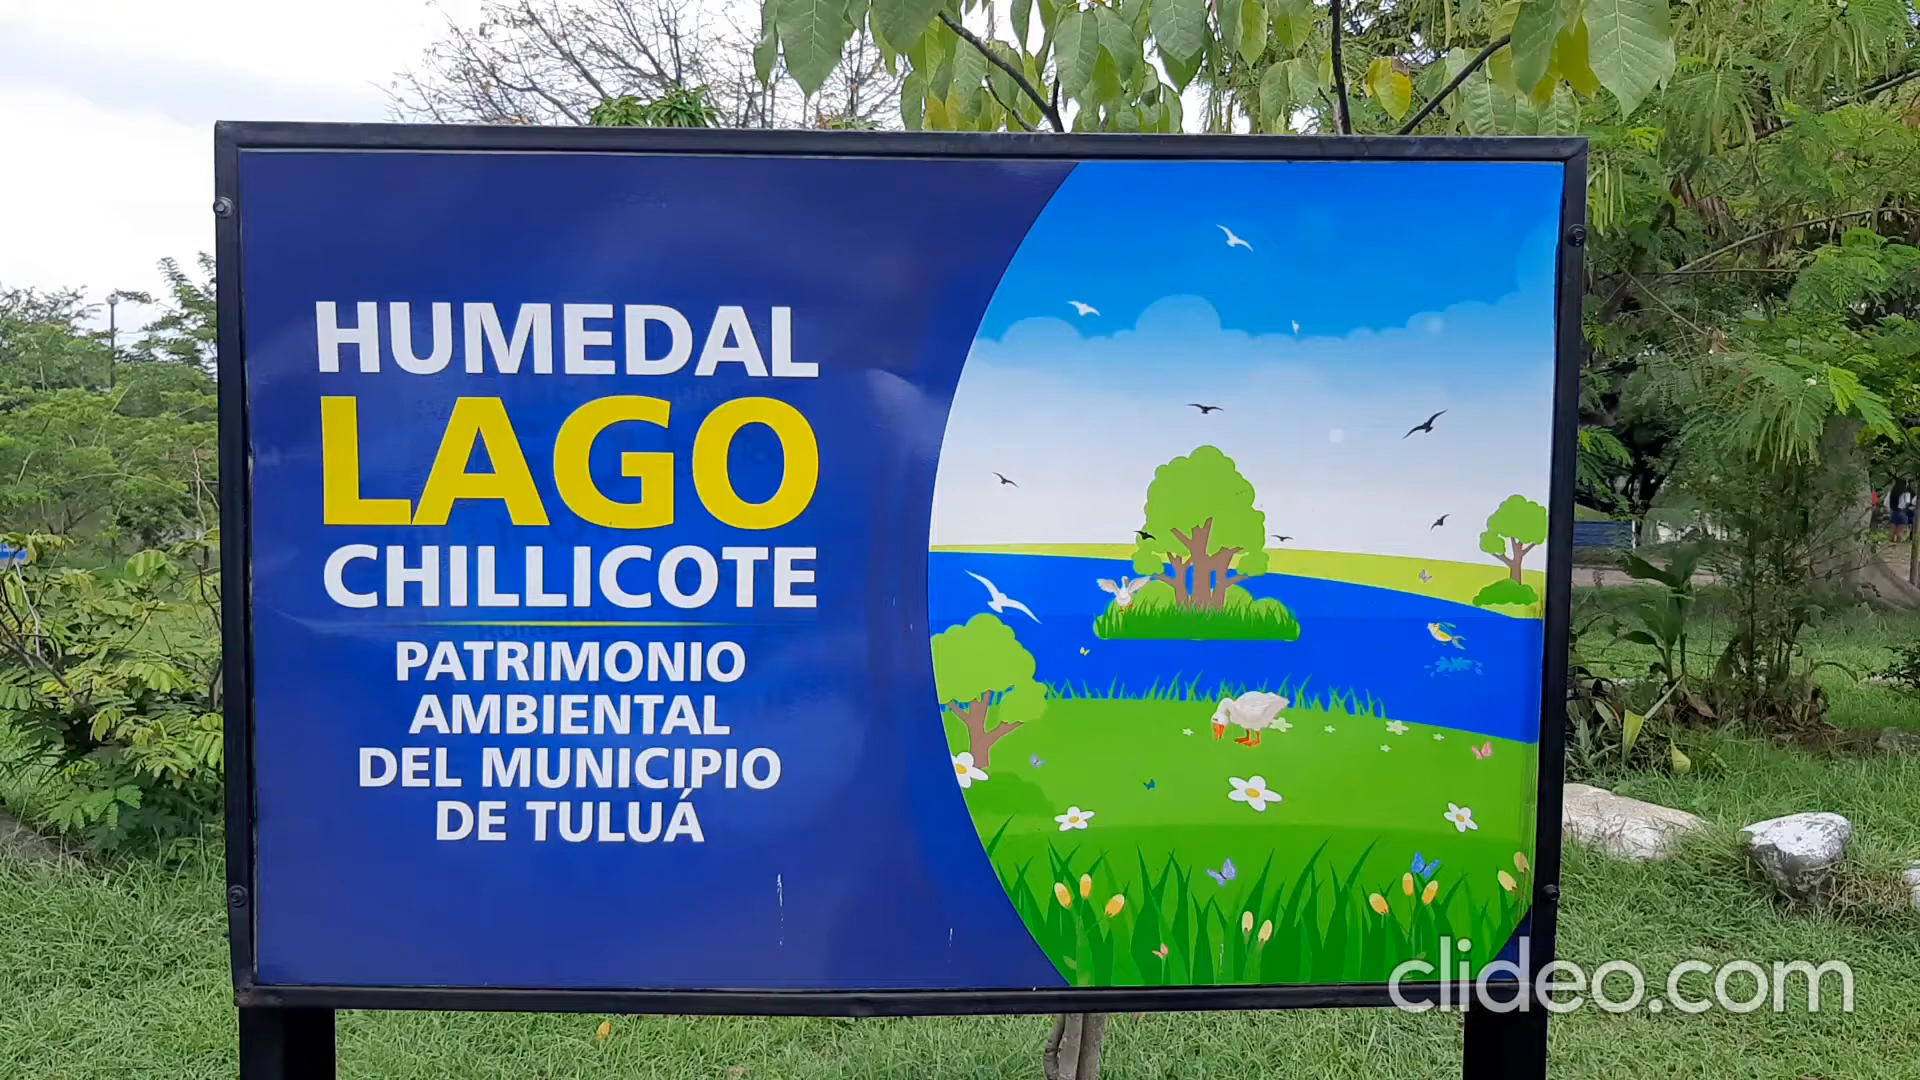 HUMEDAL
LAGO
CHILLICOTE
PATRIMONIO
AMBIENTAL
DEL MUNICIPIO
DE TULUÁ
clideo.com